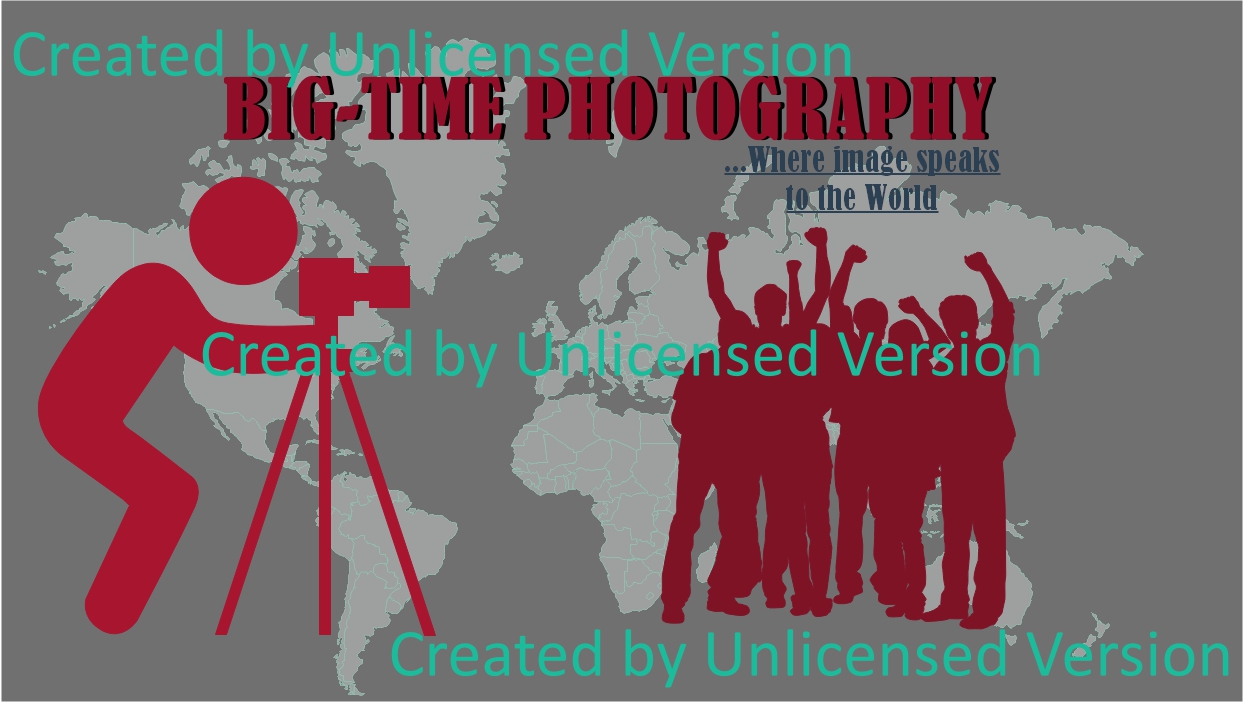 Created by Unlicensed Version
BIG-TIME PHOTOGRAPHY
...Where image speaks
to the World
Created by Unlicensed Version
Created by Unlicensed Version